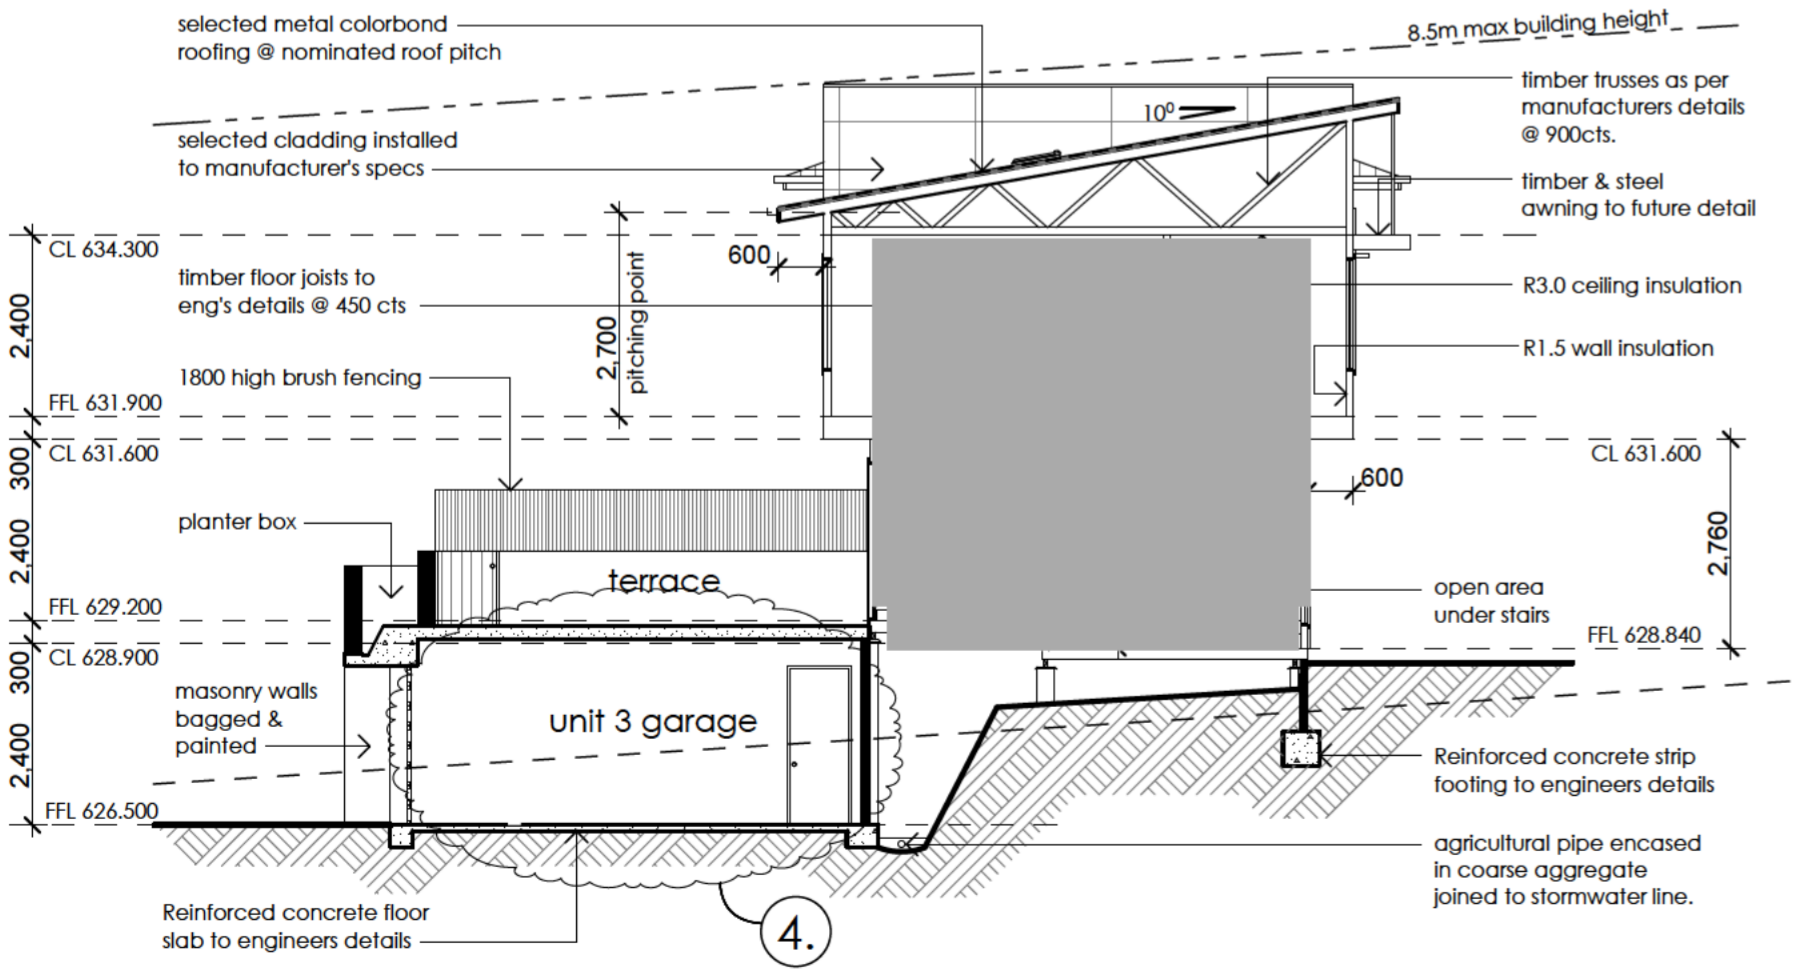 selected metal colorbond
roofing @ nominated roof pitch
8.5m max building height
timber trusses as per
manufacturers details
@ 900cts.
10⁰
selected cladding installed
to manufacturer's specs
timber & steel
awning to future detail
CL 634.300
600
timber floor joists to
eng's details @ 450 cts
R3.0 ceiling insulation
2,400
2,700
pitching point
R1.5 wall insulation
1800 high brush fencing
FFL 631.900
300
CL 631.600
CL 631.600
600
planter box
2,400
2,760
terrace
open area
under stairs
FFL 629.200
FFL 628.840
300
CL 628.900
masonry walls
bagged &
painted
unit 3 garage
2,400
Reinforced concrete strip
footing to engineers details
FFL 626.500
agricultural pipe encased
in coarse aggregate
joined to stormwater line.
Reinforced concrete floor
slab to engineers details
4.